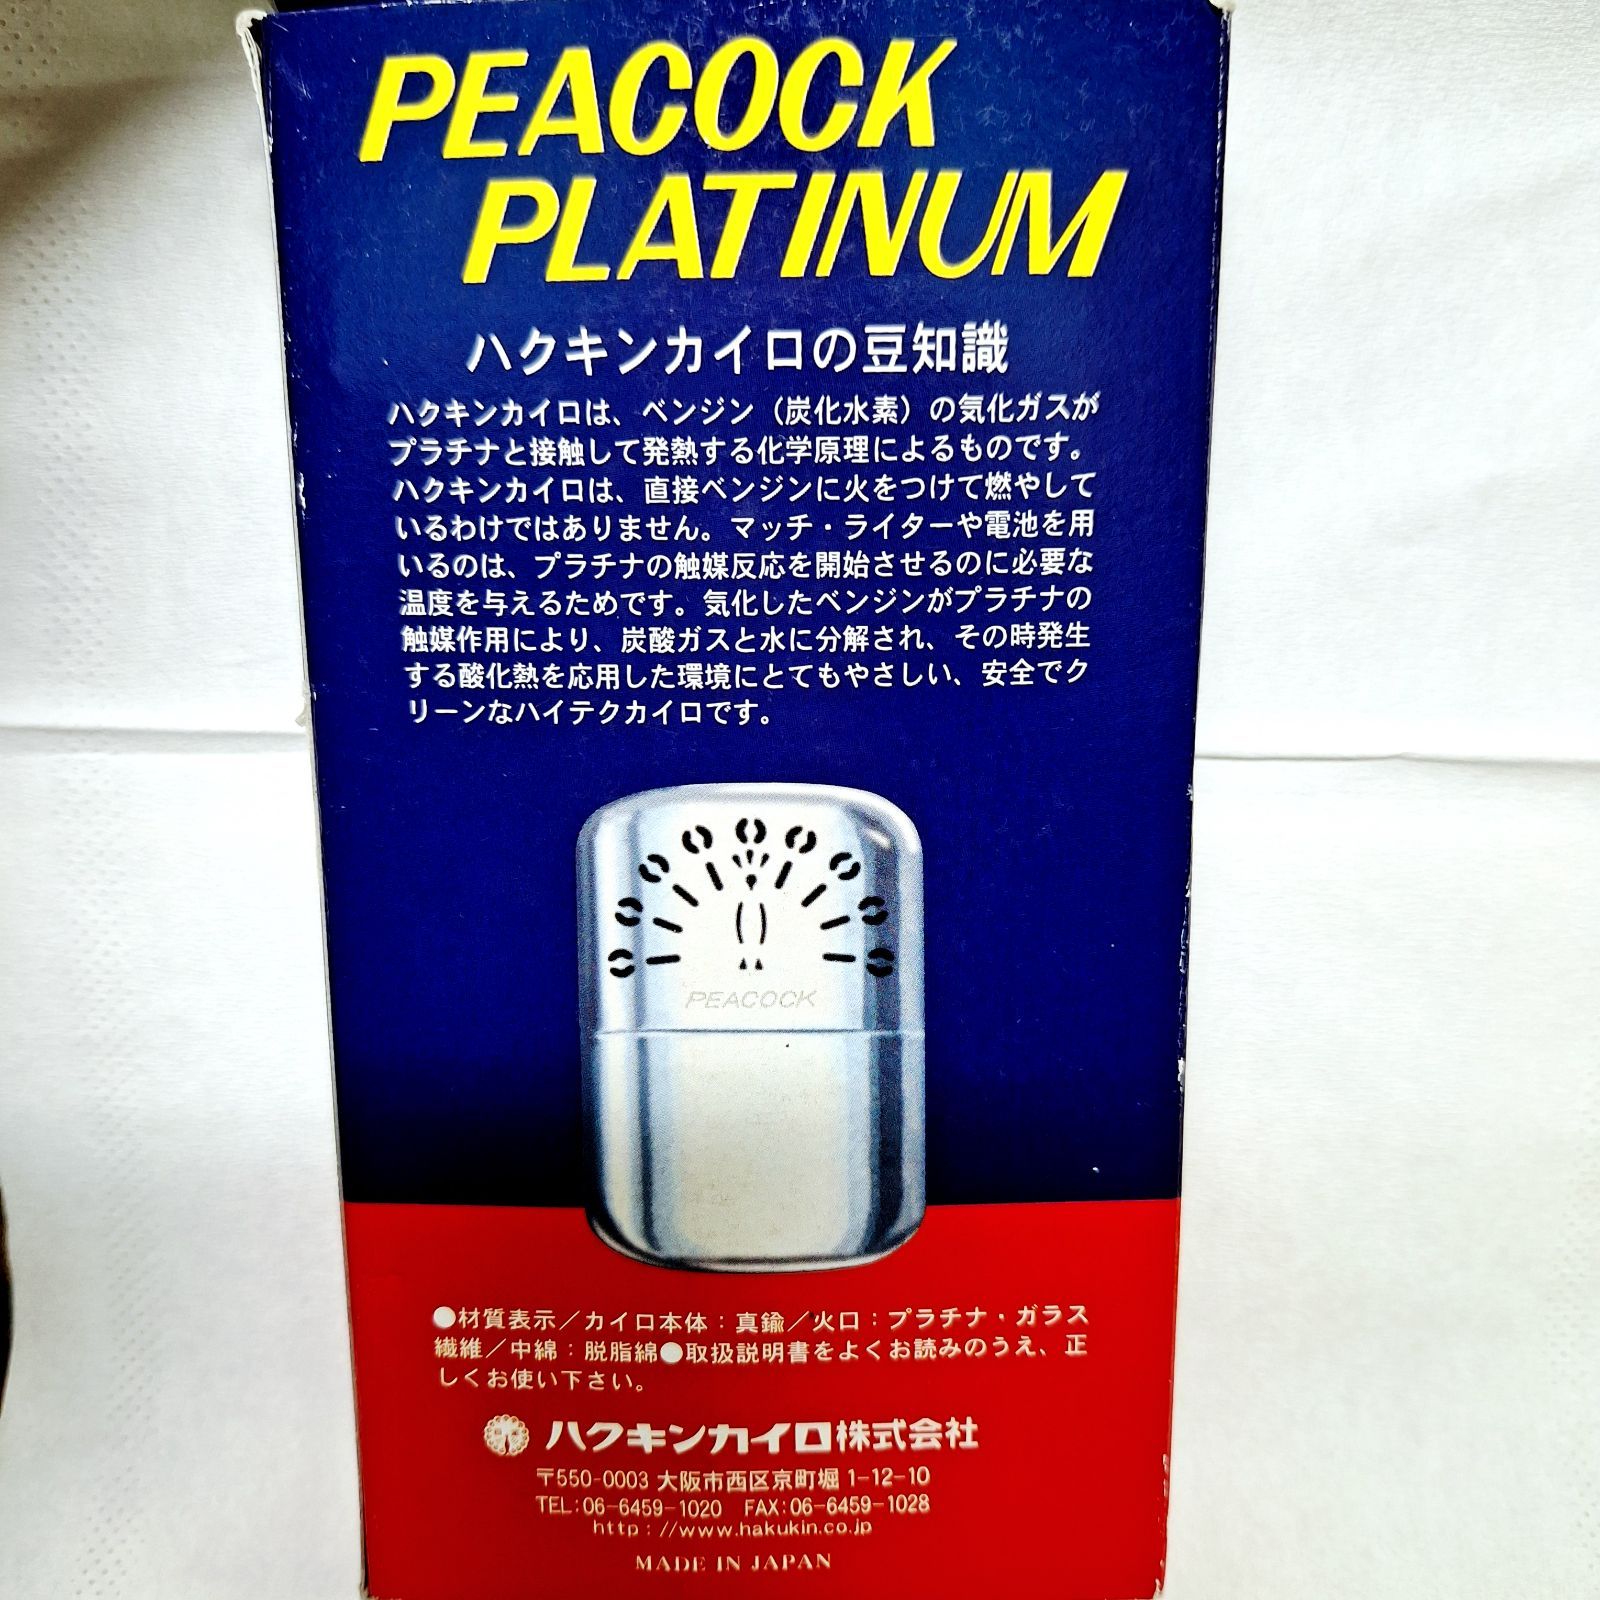 PEACOCK
PLATINUM
ハクキンカイロの豆知識
ハクキンカイロは、ベンジン（炭化水素）の気化ガスが
プラチナと接触して発熱する化学原理によるものです。
ハクキンカイロは、直接ベンジンに火をつけて燃やして
いるわけではありません。マッチ・ライターや電池を用
いるのは、プラチナの触媒反応を開始させるのに必要な
温度を与えるためです。気化したベンジンがプラチナの
触媒作用により、炭酸ガスと水に分解され、その時発生
する酸化熱を応用した環境にとてもやさしい、安全でク
リーンなハイテクカイロです。
PEACOCK
●材質表示／カイロ本体：真鍮／火口：プラチナ・ガラス
繊維／中綿：脱脂綿●取扱説明書をよくお読みのうえ、正
しくお使い下さい。
ハクキンカイロ株式会社
〒550-0003 大阪市西区京町堀 1-12-10
TEL:06-6459-1020 FAX:06-6459-1028
http://www.hakukin.co.jp
MADE IN JAPAN